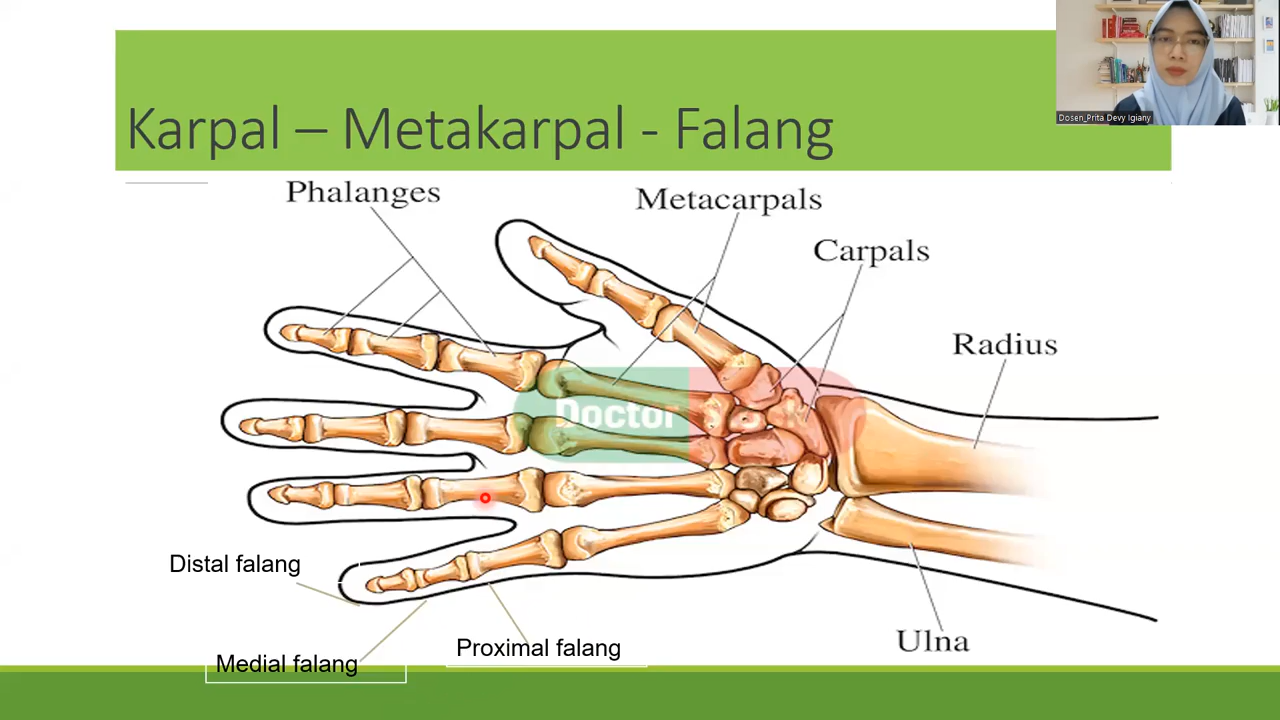 Dosen_Prita Devy Igiany
Karpal – Metakarpal - Falang
Phalanges
Metacarpals
Carpals
Radius
Doctor
Distal falang
Proximal falang
Medial falang
Ulna